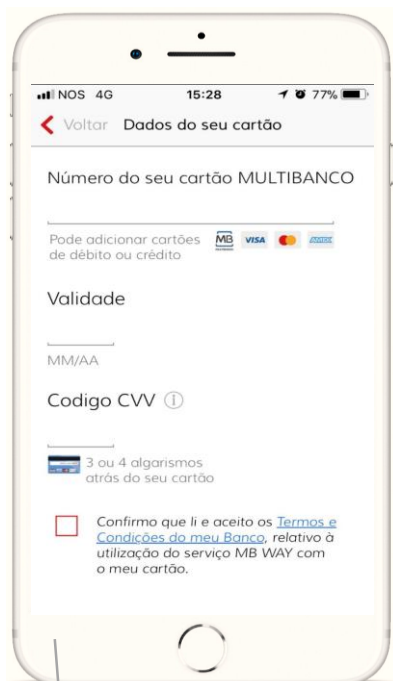 NOS 4G 15:28 77%
Voltar Dados do seu cartão
Número do seu cartão MULTIBANCO
Pode adicionar cartões MB VISA
de débito ou crédito
Validade
MM/AA
Codigo CVV
3 ou 4 algarismos
atrás do seu cartão
Confirmo que li e aceito os Termos e
Condições do meu Banco, relativo à
utilização do serviço MB WAY com
o meu cartão.